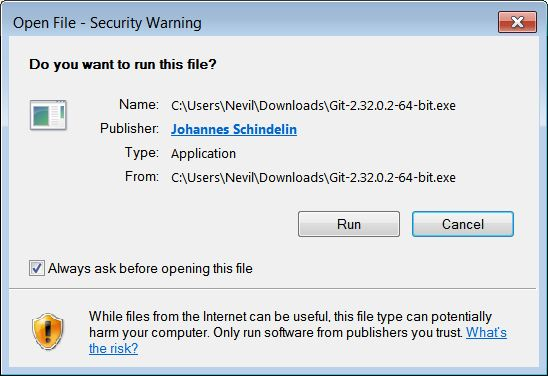 Open File - Security Warning
Do you want to run this file?
Name: C:\Users\Nevil\Downloads\Git-2.32.0.2-64-bit.exe
Publisher: Johannes Schindelin
Type: Application
From: C:\Users\Nevil\Downloads\Git-2.32.0.2-64-bit.exe
Run Cancel
Always ask before opening this file
While files from the Internet can be useful, this file type can potentially
harm your computer. Only run software from publishers you trust. What's
the risk?